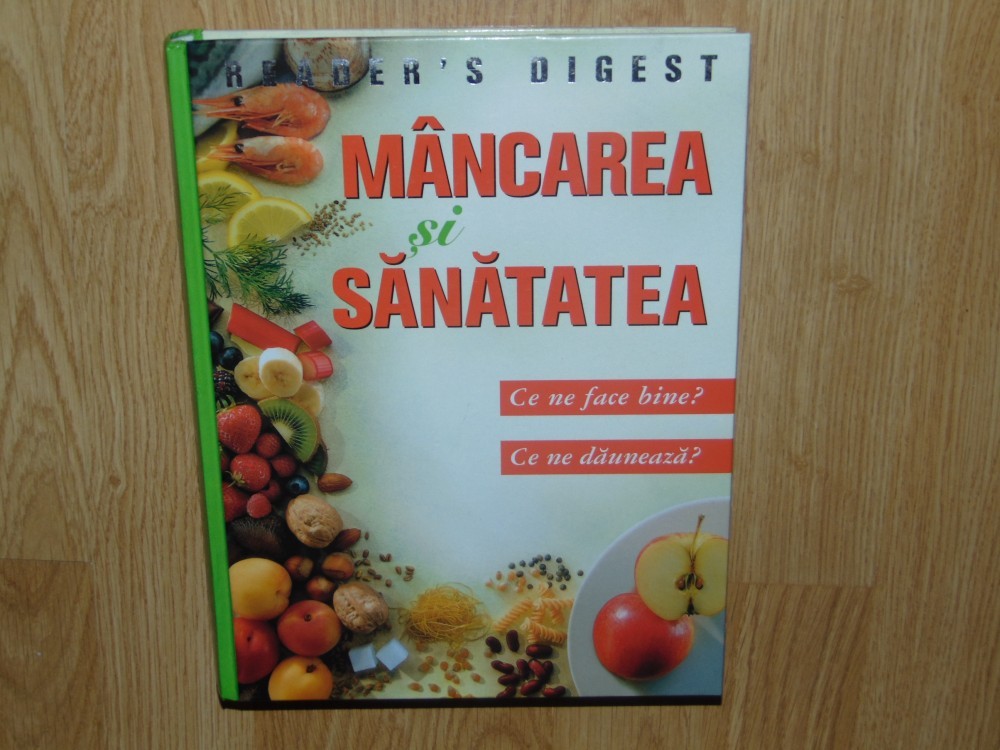 READER'S DIGEST
MÂNCAREA
și
SĂNĂTATEA
Ce ne face bine?
Ce ne dăunează?